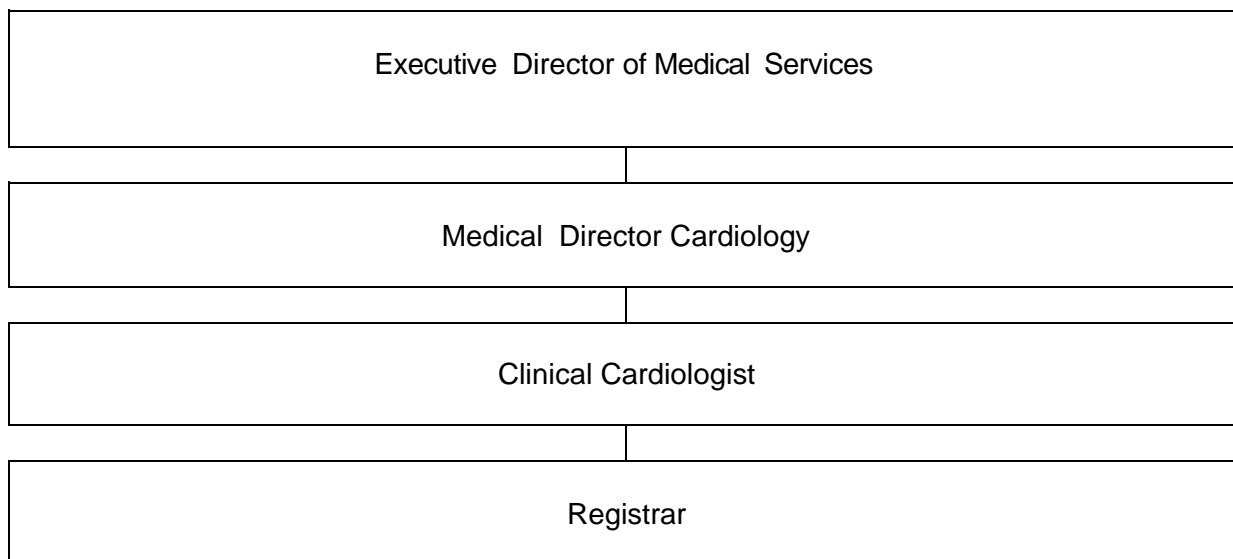 Executive Director of Medical Services
Medical Director Cardiology
Clinical Cardiologist
Registrar